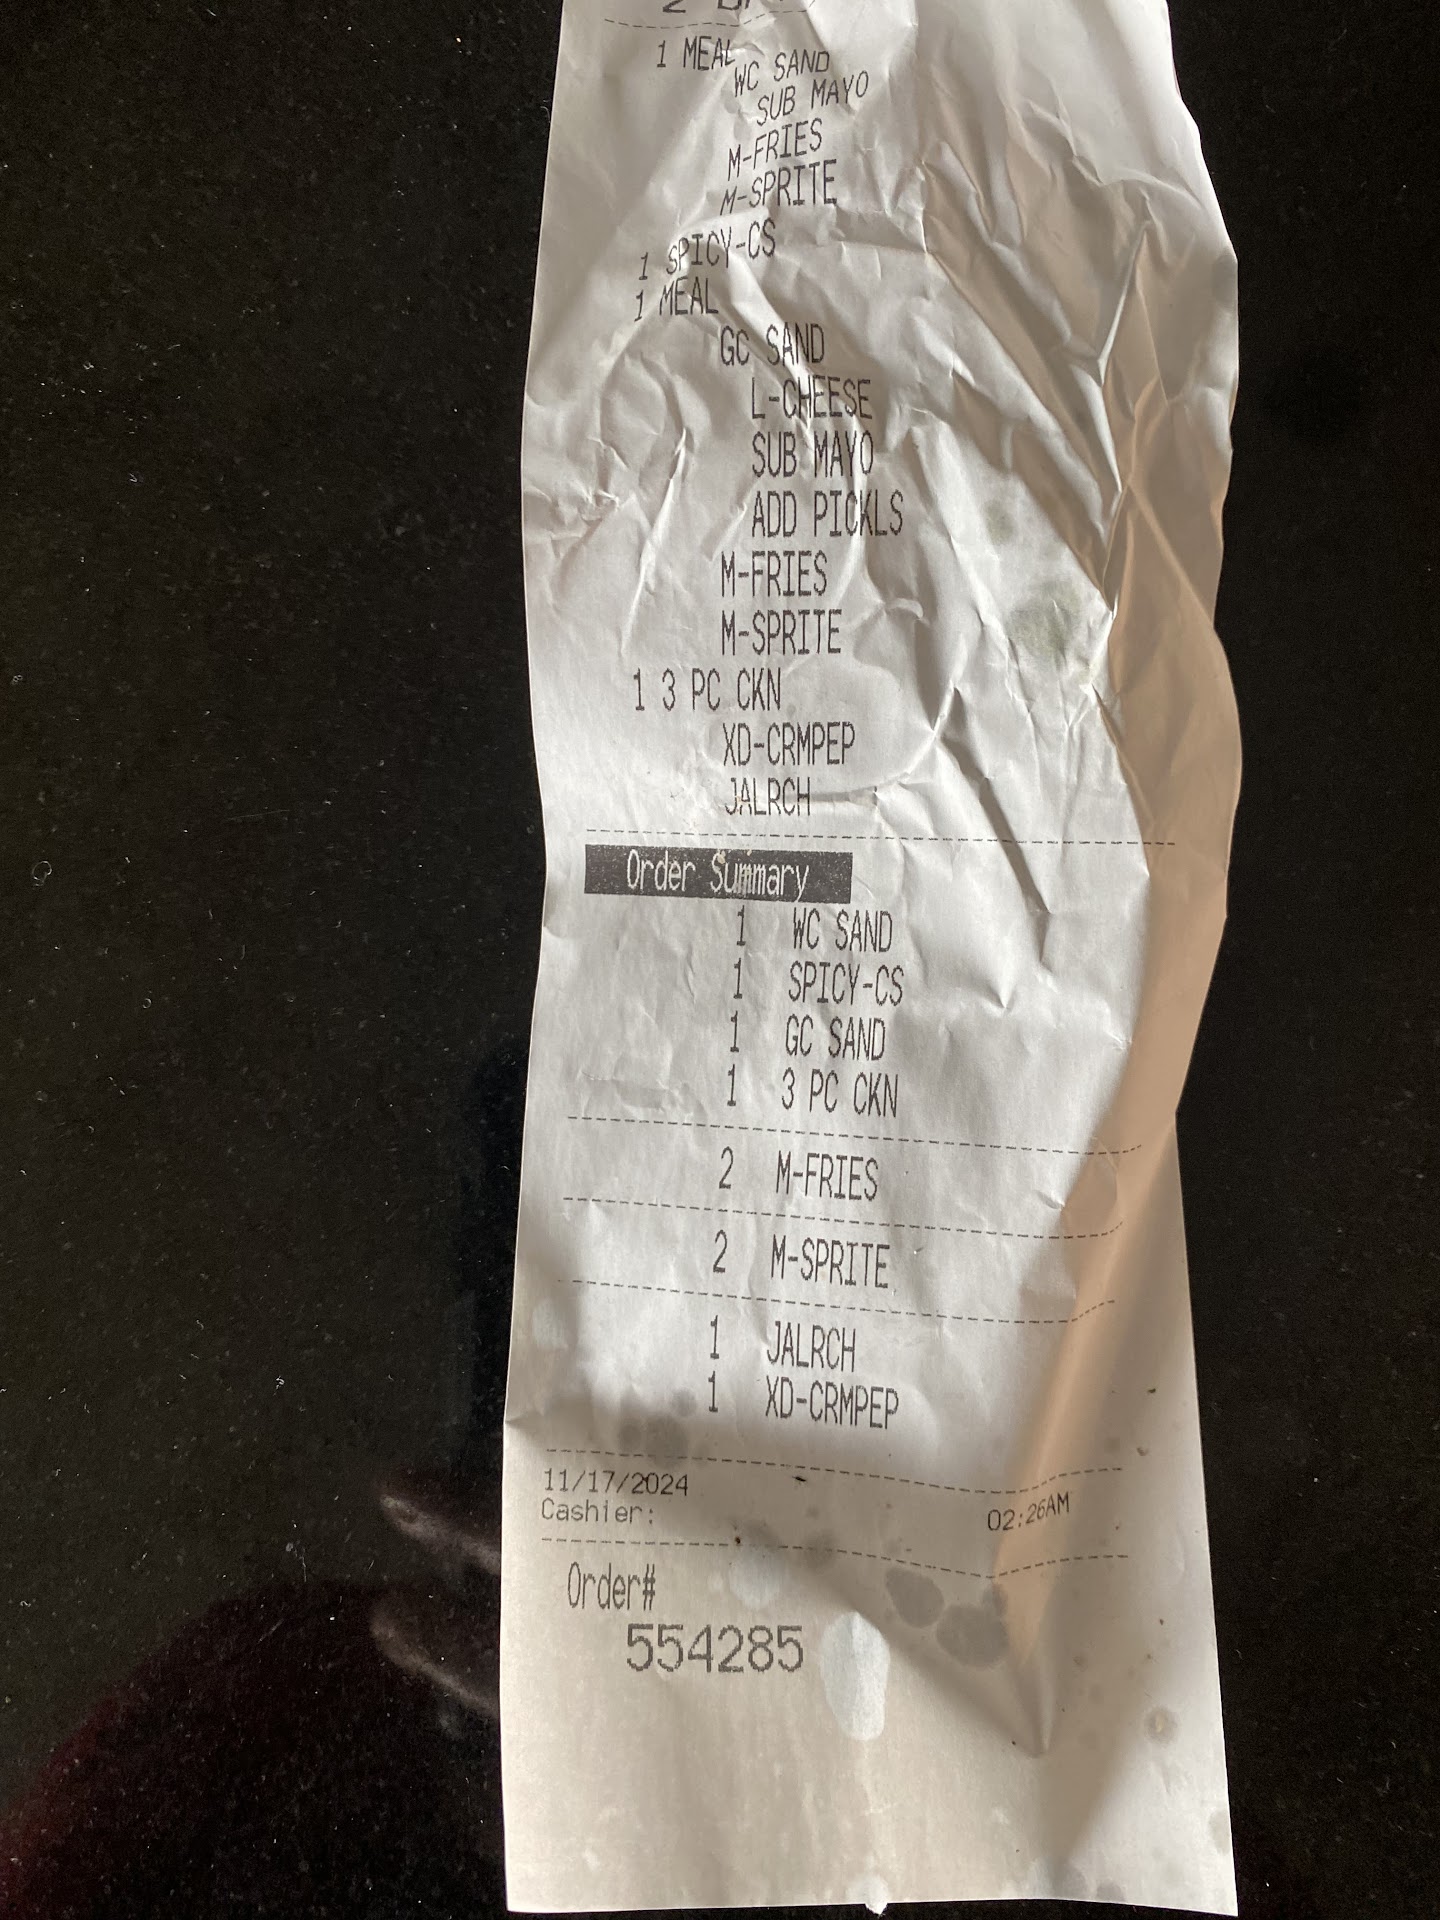 1 MEAL
WC SAND
SUB MAYO
M-FRIES
M-SPRITE
1 SPICY-CS
1 MEAL
GC SAND
L-CHEESE
SUB MAYO
ADD PICKLS
M-FRIES
M-SPRITE
1 3 PC CKN
XD-CRMPEP
JALRCH
Order Summary
1 WC SAND
1 SPICY-CS
1 GC SAND
1 3 PC CKN
2 M-FRIES
2 M-SPRITE
1 JALRCH
1 XD-CRMPEP
11/17/2024
Cashier: 02:26AM
Order#
554285